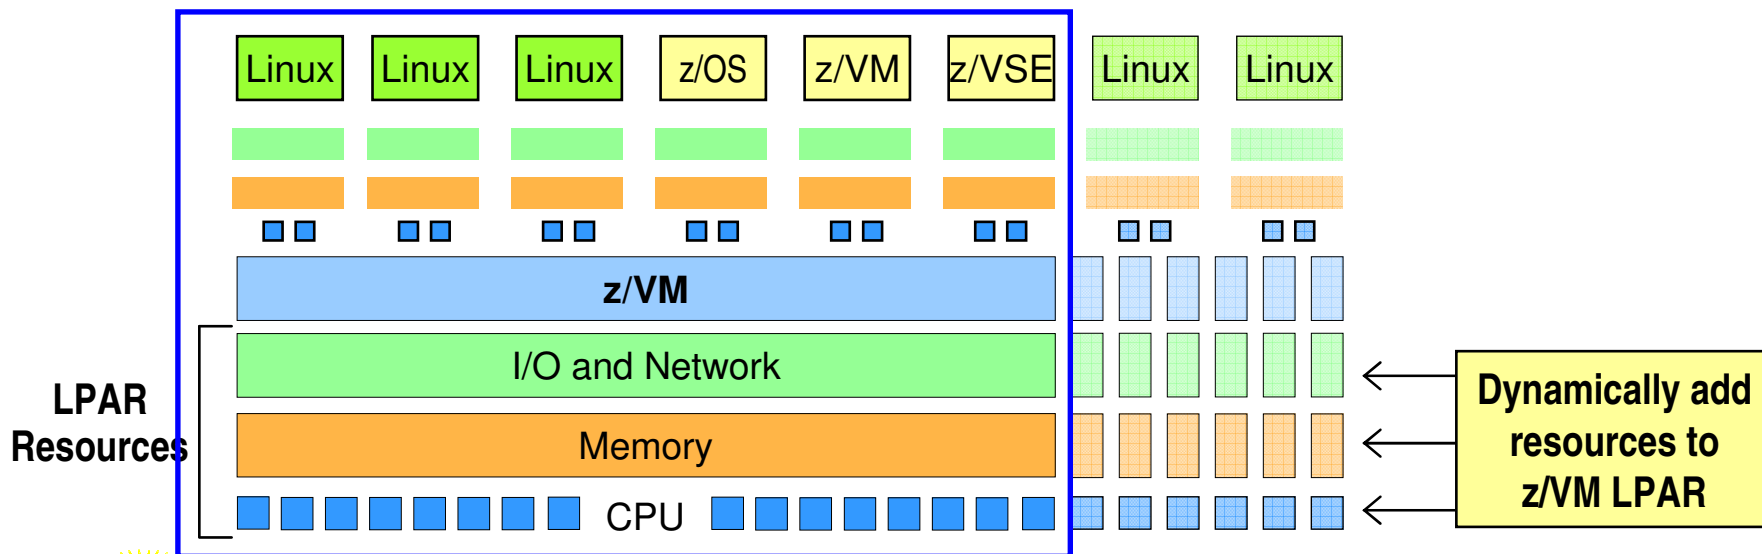 Linux Linux Linux z/OS z/VM z/VSE Linux Linux
z/VM
I/O and Network
Memory
CPU
LPAR
Resources
Dynamically add
resources to
z/VM LPAR